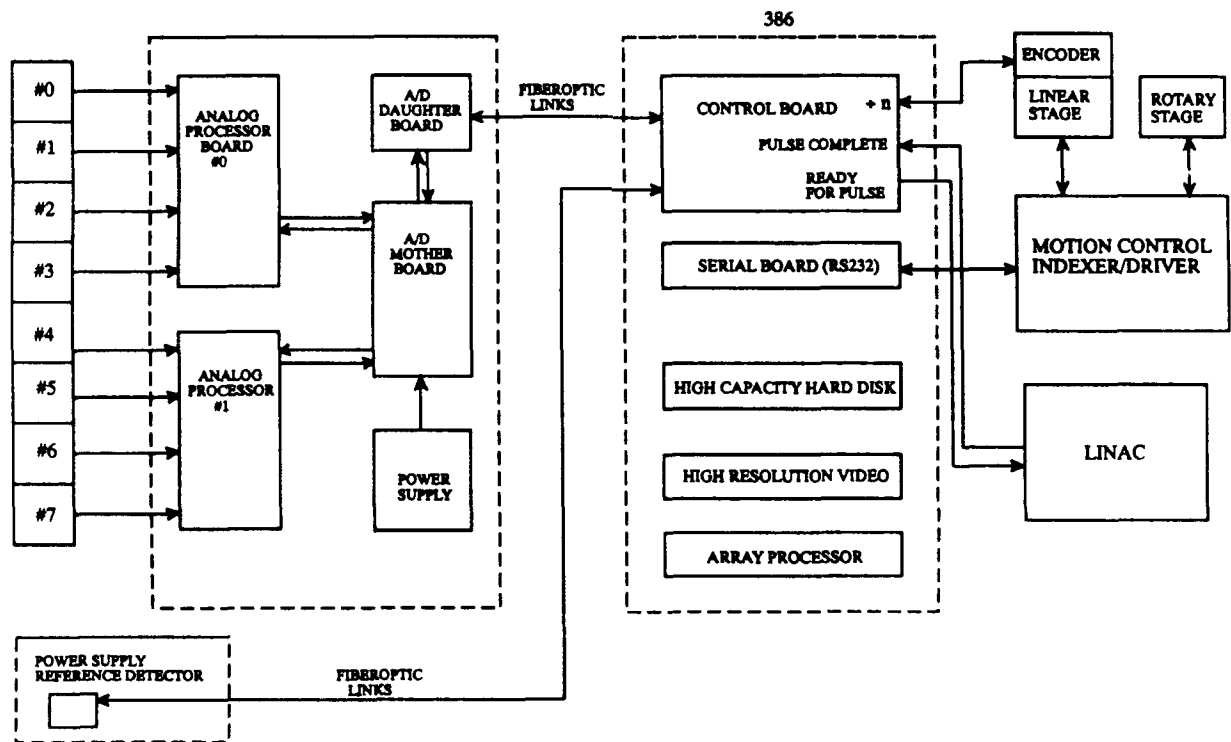 386
#0
#1
#2
#3
#4
#5
#6
#7
ANALOG
PROCESSOR
BOARD
#0
A/D
DAUGHTER
BOARD
A/D
MOTHER
BOARD
ANALOG
PROCESSOR
#1
POWER
SUPPLY
FIBEROPTIC
LINKS
CONTROL BOARD
÷ n
PULSE COMPLETE
READY
FOR PULSE
SERIAL BOARD (RS232)
HIGH CAPACITY HARD DISK
HIGH RESOLUTION VIDEO
ARRAY PROCESSOR
ENCODER
LINEAR
STAGE
ROTARY
STAGE
MOTION CONTROL
INDEXER/DRIVER
LINAC
POWER SUPPLY
REFERENCE DETECTOR
FIBEROPTIC
LINKS